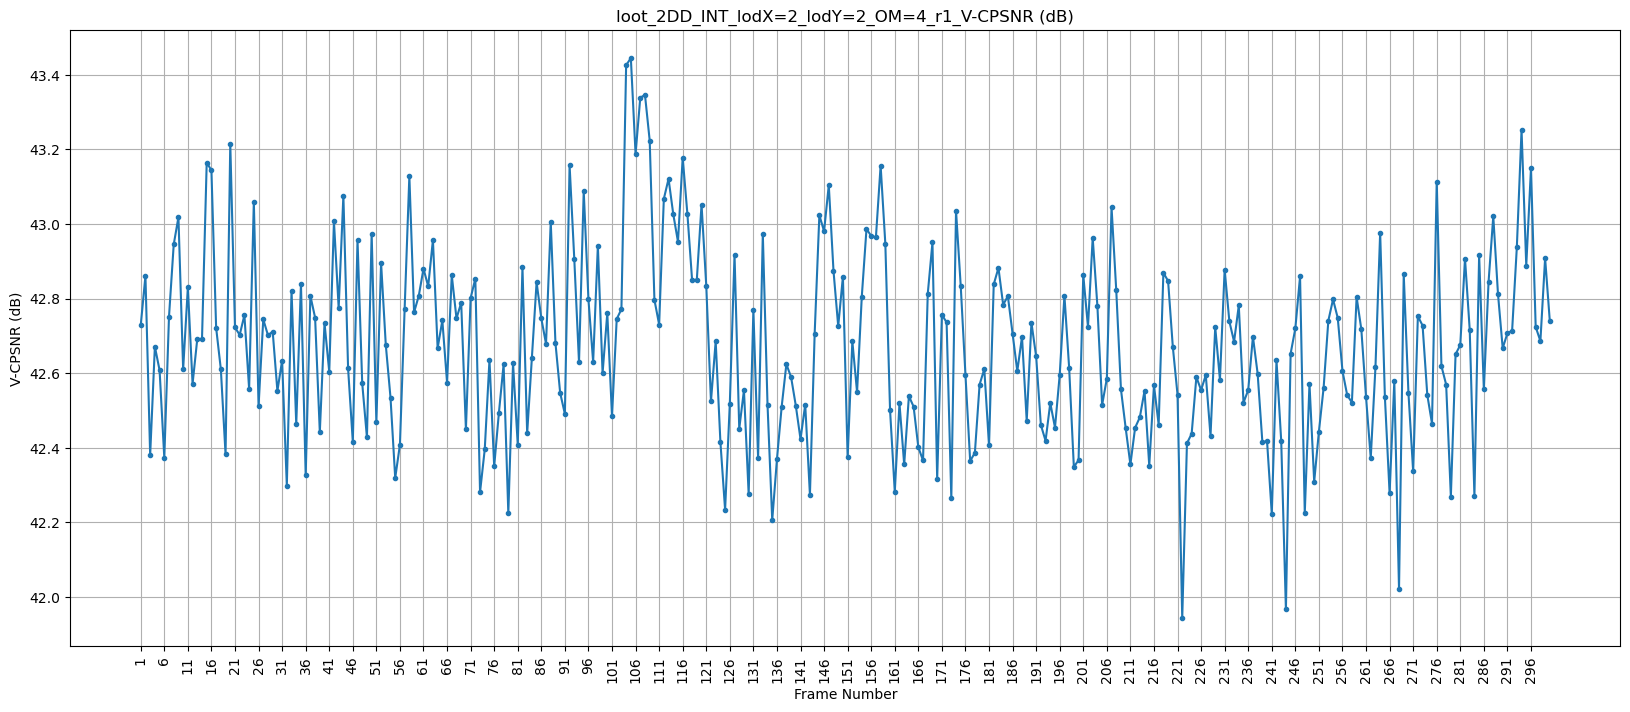 loot_2DD_INT_lodX=2_lodY=2_OM=4_r1_V-CPSNR (dB)
V-CPSNR (dB)
43.4
43.2
43.0
42.8
42.6
42.4
42.2
42.0
1 6 11 16 21 26 31 36 41 46 51 56 61 66 71 76 81 86 91 96 101 106 111 116 121 126 131 136 141 146 151 156 161 166 171 176 181 186 191 196 201 206 211 216 221 226 231 236 241 246 251 256 261 266 271 276 281 286 291 296
Frame Number